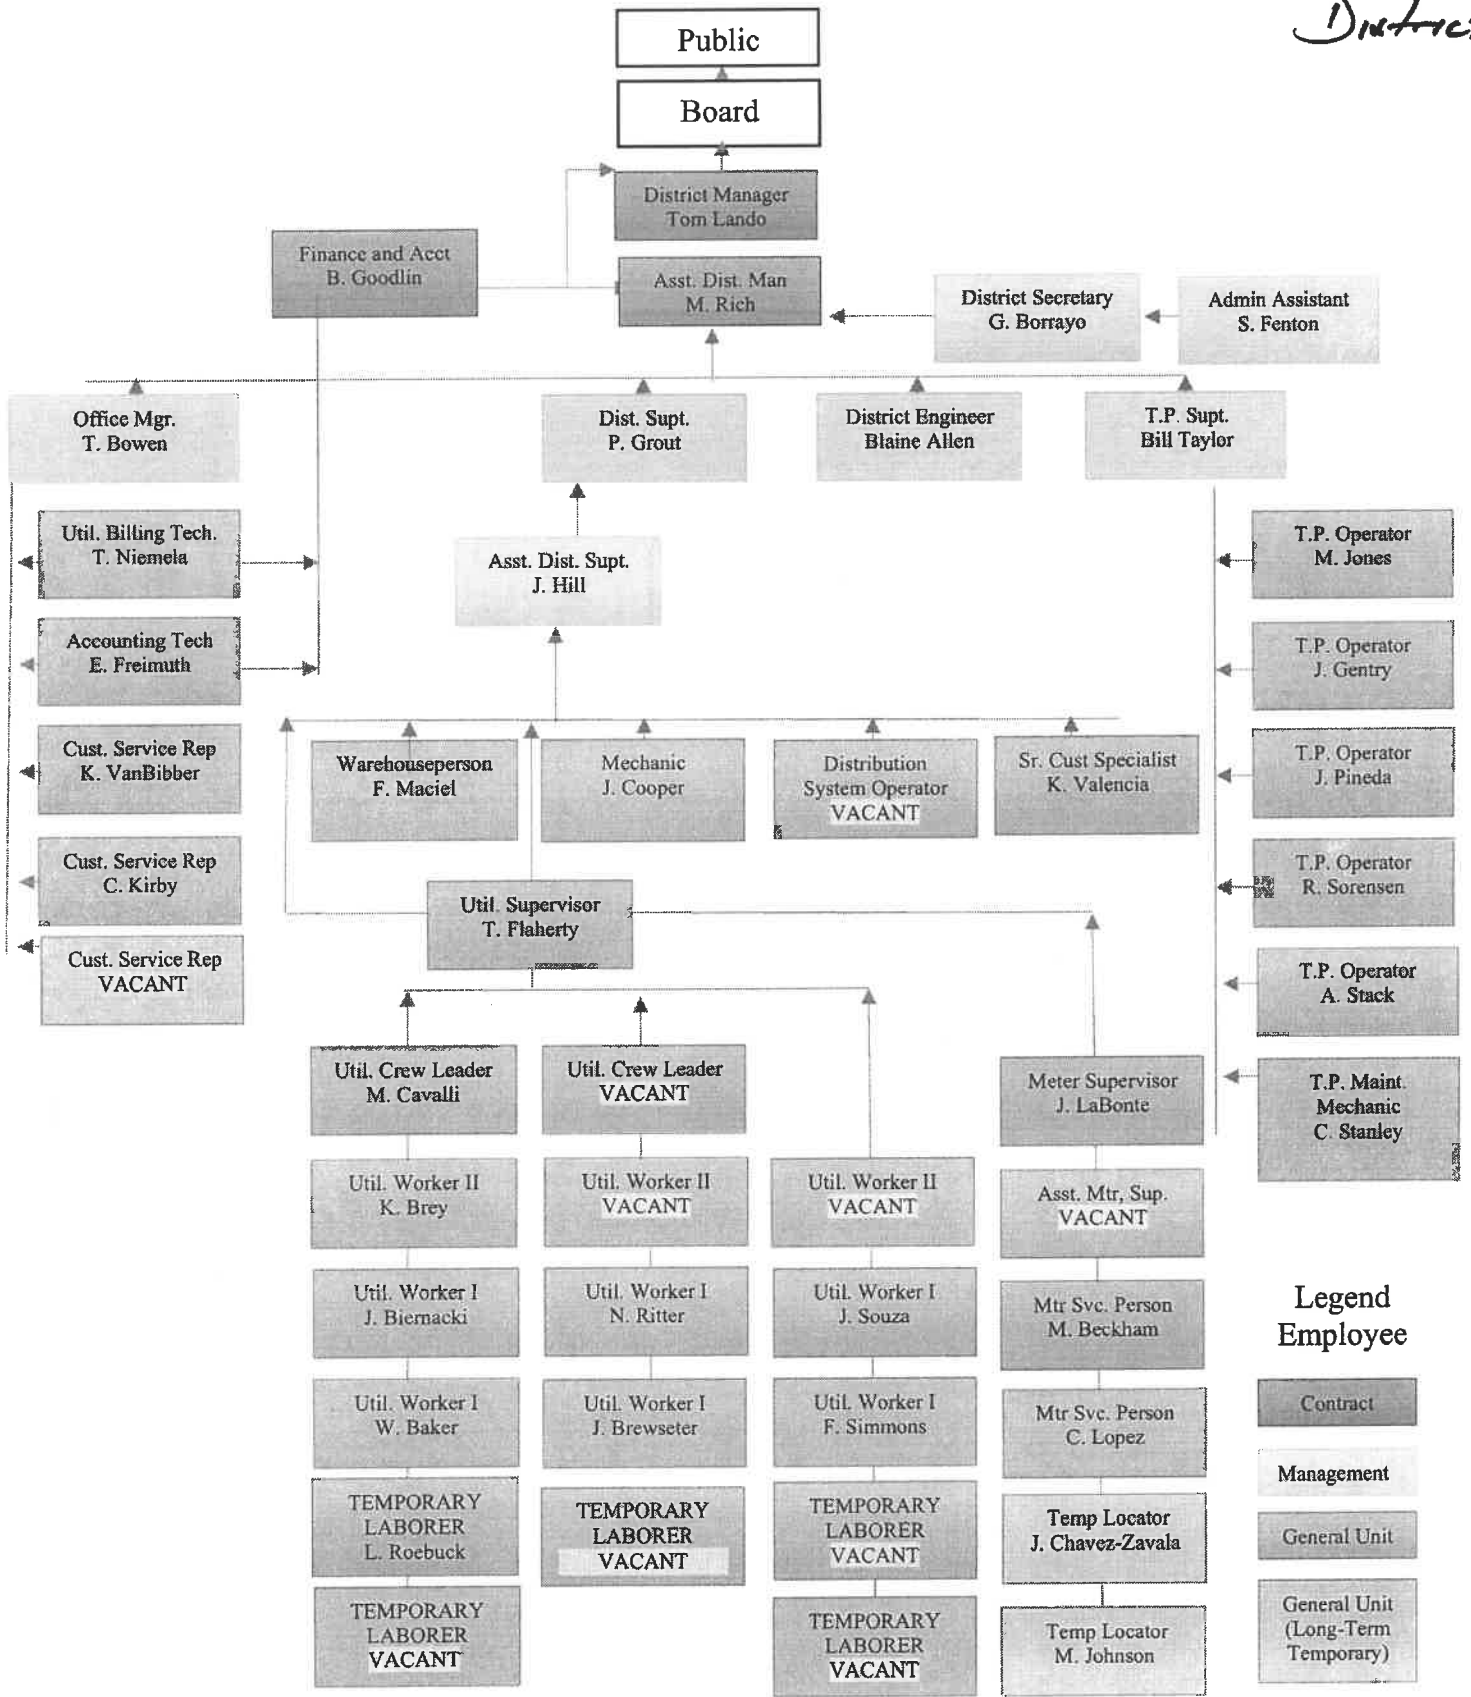 Public
Board
District Manager
Tom Lando
Finance and Acct
B. Goodlin
Asst. Dist. Man
M. Rich
District Secretary
G. Borrayo
Admin Assistant
S. Fenton
Office Mgr.
T. Bowen
Dist. Supt.
P. Grout
District Engineer
Blaine Allen
T.P. Supt.
Bill Taylor
Util. Billing Tech.
T. Niemela
Asst. Dist. Supt.
J. Hill
T.P. Operator
M. Jones
Accounting Tech
E. Freimuth
T.P. Operator
J. Gentry
Cust. Service Rep
K. VanBibber
Warehouseperson
F. Maciel
Mechanic
J. Cooper
Distribution
System Operator
VACANT
Sr. Cust Specialist
K. Valencia
T.P. Operator
J. Pineda
Cust. Service Rep
C. Kirby
Util. Supervisor
T. Flaherty
T.P. Operator
R. Sorensen
Cust. Service Rep
VACANT
T.P. Operator
A. Stack
Util. Crew Leader
M. Cavalli
Util. Crew Leader
VACANT
Meter Supervisor
J. LaBonte
T.P. Maint.
Mechanic
C. Stanley
Util. Worker II
K. Brey
Util. Worker II
VACANT
Util. Worker II
VACANT
Asst. Mtr, Sup.
VACANT
Util. Worker I
J. Biernacki
Util. Worker I
N. Ritter
Util. Worker I
J. Souza
Mtr Svc. Person
M. Beckham
Util. Worker I
W. Baker
Util. Worker I
J. Brewseter
Util. Worker I
F. Simmons
Mtr Svc. Person
C. Lopez
TEMPORARY
LABORER
L. Roebuck
TEMPORARY
LABORER
VACANT
TEMPORARY
LABORER
VACANT
Temp Locator
J. Chavez-Zavala
TEMPORARY
LABORER
VACANT
TEMPORARY
LABORER
VACANT
Temp Locator
M. Johnson
Legend
Employee
Contract
Management
General Unit
General Unit
(Long-Term
Temporary)